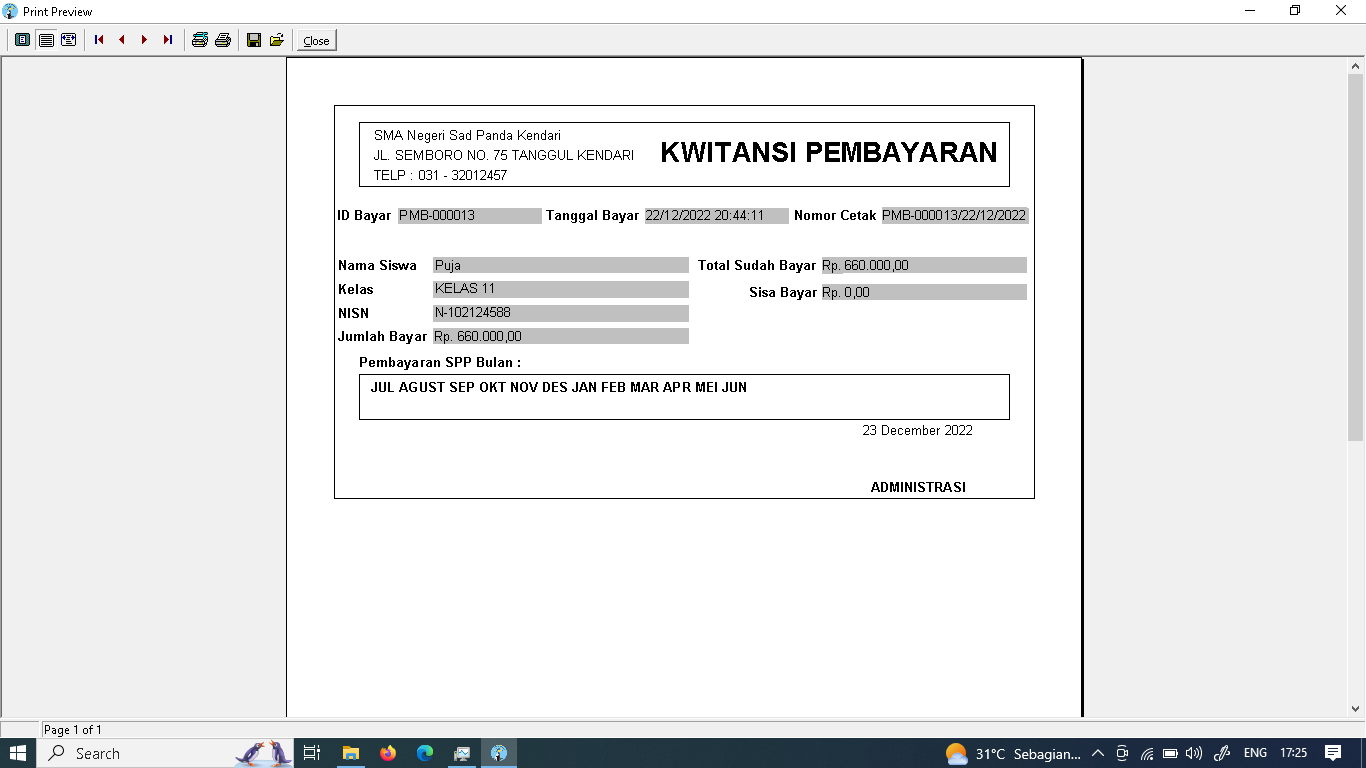 Print Preview
Close
SMA Negeri Sad Panda Kendari
JL. SEMBORO NO. 75 TANGGUL KENDARI
TELP : 031 - 32012457
KWITANSI PEMBAYARAN
ID Bayar PMB-000013 Tanggal Bayar 22/12/2022 20:44:11 Nomor Cetak PMB-000013/22/12/2022
Nama Siswa Puja Total Sudah Bayar Rp. 660.000,00
Kelas KELAS 11 Sisa Bayar Rp. 0,00
NISN N-102124588
Jumlah Bayar Rp. 660.000,00
Pembayaran SPP Bulan :
JUL AGUST SEP OKT NOV DES JAN FEB MAR APR MEI JUN
23 December 2022
ADMINISTRASI
Page 1 of 1
Search 31°C Sebagian... ENG 17:25